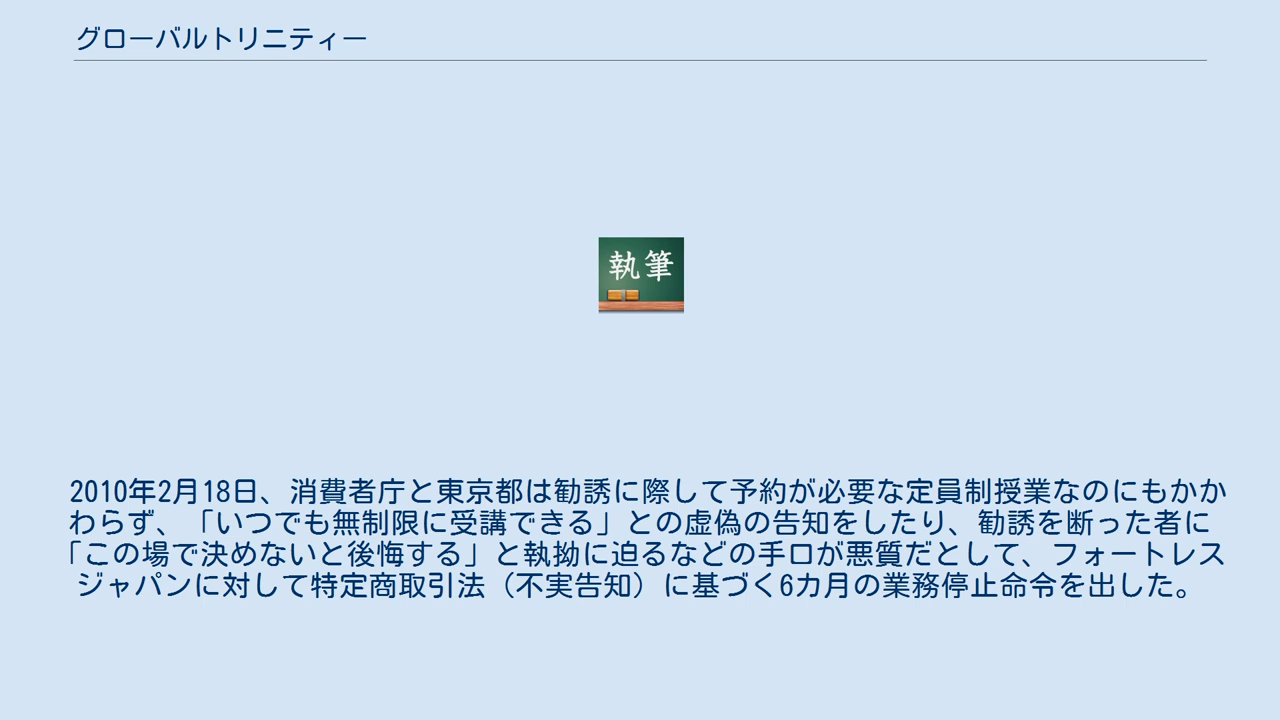 グローバルトリニティー
執筆
2010年2月18日、消費者庁と東京都は勧誘に際して予約が必要な定員制授業なのにもかか
わらず、「いつでも無制限に受講できる」との虚偽の告知をしたり、勧誘を断った者に
「この場で決めないと後悔する」と執拗に迫るなどの手口が悪質だとして、フォートレス
ジャパンに対して特定商取引法（不実告知）に基づく6カ月の業務停止命令を出した。